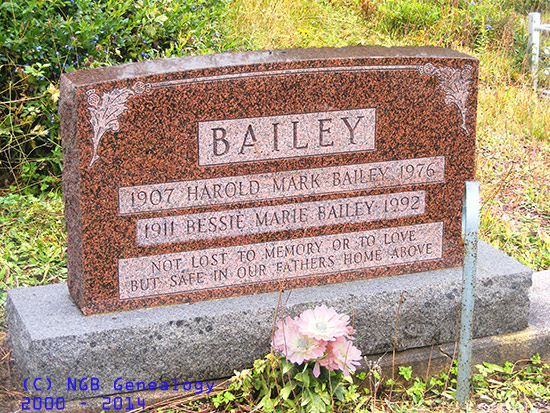 BAILEY
1907 HAROLD MARK BAILEY 1976
1911 BESSIE MARIE BAILEY 1992
NOT LOST TO MEMORY OR TO LOVE
BUT SAFE IN OUR FATHERS HOME ABOVE
(C) NGB Genealogy
2000 - 2014